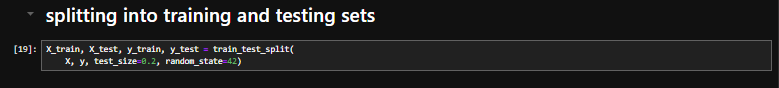 splitting into training and testing sets
[19]: X_train, X_test, y_train, y_test = train_test_split(
X, y, test_size=0.2, random_state=42)